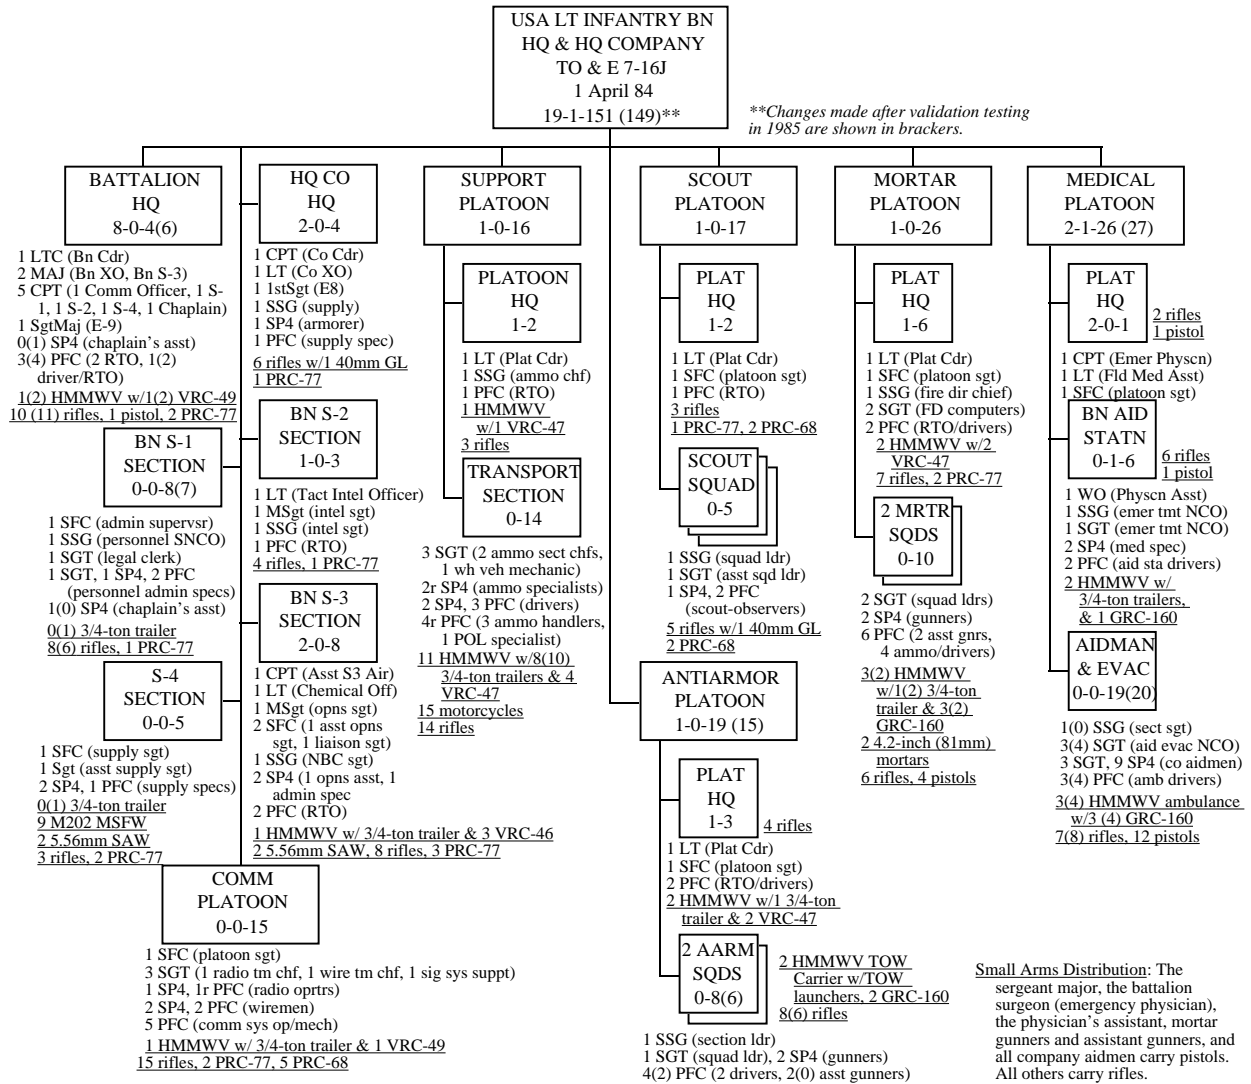 USA LT INFANTRY BN
HQ & HQ COMPANY
TO & E 7-16J
1 April 84
19-1-151 (149)**
**Changes made after validation testing
in 1985 are shown in brackers.
BATTALION
HQ
8-0-4(6)
1 LTC (Bn Cdr)
2 MAJ (Bn XO, Bn S-3)
5 CPT (1 Comm Officer, 1 S-
1, 1 S-2, 1 S-4, 1 Chaplain)
1 SgtMaj (E-9)
0(1) SP4 (chaplain's asst)
3(4) PFC (2 RTO, 1(2)
driver/RTO)
1(2) HMMWV w/1(2) VRC-49
10 (11) rifles, 1 pistol, 2 PRC-77
BN S-1
SECTION
0-0-8(7)
1 SFC (admin supervsr)
1 SSG (personnel SNCO)
1 SGT (legal clerk)
1 SGT, 1 SP4, 2 PFC
(personnel admin specs)
1(0) SP4 (chaplain's asst)
0(1) 3/4-ton trailer
8(6) rifles, 1 PRC-77
S-4
SECTION
0-0-5
1 SFC (supply sgt)
1 Sgt (asst supply sgt)
2 SP4, 1 PFC (supply specs)
0(1) 3/4-ton trailer
9 M202 MSFW
2 5.56mm SAW
3 rifles, 2 PRC-77
HQ CO
HQ
2-0-4
1 CPT (Co Cdr)
1 LT (Co XO)
1 1stSgt (E8)
1 SSG (supply)
1 SP4 (armorer)
1 PFC (supply spec)
6 rifles w/1 40mm GL
1 PRC-77
BN S-2
SECTION
1-0-3
1 LT (Tact Intel Officer)
1 MSgt (intel sgt)
1 SSG (intel sgt)
1 PFC (RTO)
4 rifles, 1 PRC-77
BN S-3
SECTION
2-0-8
1 CPT (Asst S3 Air)
1 LT (Chemical Off)
1 MSgt (opns sgt)
2 SFC (1 asst opns
sgt, 1 liaison sgt)
1 SSG (NBC sgt)
2 SP4 (1 opns asst, 1
admin spec
2 PFC (RTO)
1 HMMWV w/ 3/4-ton trailer & 3 VRC-46
2 5.56mm SAW, 8 rifles, 3 PRC-77
COMM
PLATOON
0-0-15
1 SFC (platoon sgt)
3 SGT (1 radio tm chf, 1 wire tm chf, 1 sig sys suppt)
1 SP4, 1r PFC (radio oprtrs)
2 SP4, 2 PFC (wiremen)
5 PFC (comm sys op/mech)
1 HMMWV w/ 3/4-ton trailer & 1 VRC-49
15 rifles, 2 PRC-77, 5 PRC-68
SUPPORT
PLATOON
1-0-16
PLATOON
HQ
1-2
1 LT (Plat Cdr)
1 SSG (ammo chf)
1 PFC (RTO)
1 HMMWV
w/1 VRC-47
3 rifles
TRANSPORT
SECTION
0-14
3 SGT (2 ammo sect chfs,
1 wh veh mechanic)
2r SP4 (ammo specialists)
2 SP4, 3 PFC (drivers)
4r PFC (3 ammo handlers,
1 POL specialist)
11 HMMWV w/8(10)
3/4-ton trailers & 4
VRC-47
15 motorcycles
14 rifles
SCOUT
PLATOON
1-0-17
PLAT
HQ
1-2
1 LT (Plat Cdr)
1 SFC (platoon sgt)
1 PFC (RTO)
3 rifles
1 PRC-77, 2 PRC-68
SCOUT
SQUAD
0-5
1 SSG (squad ldr)
1 SGT (asst sqd ldr)
1 SP4, 2 PFC
(scout-observers)
5 rifles w/1 40mm GL
2 PRC-68
ANTIARMOR
PLATOON
1-0-19 (15)
PLAT
HQ
1-3
4 rifles
1 LT (Plat Cdr)
1 SFC (platoon sgt)
2 PFC (RTO/drivers)
2 HMMWV w/1 3/4-ton
trailer & 2 VRC-47
2 AARM
SQDS
0-8(6)
2 HMMWV TOW
Carrier w/TOW
launchers, 2 GRC-160
8(6) rifles
1 SSG (section ldr)
1 SGT (squad ldr), 2 SP4 (gunners)
4(2) PFC (2 drivers, 2(0) asst gunners)
MORTAR
PLATOON
1-0-26
PLAT
HQ
1-6
1 LT (Plat Cdr)
1 SFC (platoon sgt)
1 SSG (fire dir chief)
2 SGT (FD computers)
2 PFC (RTO/drivers)
2 HMMWV w/2
VRC-47
7 rifles, 2 PRC-77
2 MRTR
SQDS
0-10
2 SGT (squad ldrs)
2 SP4 (gunners)
6 PFC (2 asst gnrs,
4 ammo/drivers)
3(2) HMMWV
w/1(2) 3/4-ton
trailer & 3(2)
GRC-160
2 4.2-inch (81mm)
mortars
6 rifles, 4 pistols
MEDICAL
PLATOON
2-1-26 (27)
PLAT
HQ
2-0-1
2 rifles
1 pistol
1 CPT (Emer Physcn)
1 LT (Fld Med Asst)
1 SFC (platoon sgt)
BN AID
STATN
0-1-6
6 rifles
1 pistol
1 WO (Physcn Asst)
1 SSG (emer tmt NCO)
1 SGT (emer tmt NCO)
2 SP4 (med spec)
2 PFC (aid sta drivers)
2 HMMWV w/
3/4-ton trailers,
& 1 GRC-160
AIDMAN
& EVAC
0-0-19(20)
1(0) SSG (sect sgt)
3(4) SGT (aid evac NCO)
3 SGT, 9 SP4 (co aidmen)
3(4) PFC (amb drivers)
3(4) HMMWV ambulance
w/3 (4) GRC-160
7(8) rifles, 12 pistols
Small Arms Distribution: The
sergeant major, the battalion
surgeon (emergency physician),
the physician's assistant, mortar
gunners and assistant gunners, and
all company aidmen carry pistols.
All others carry rifles.